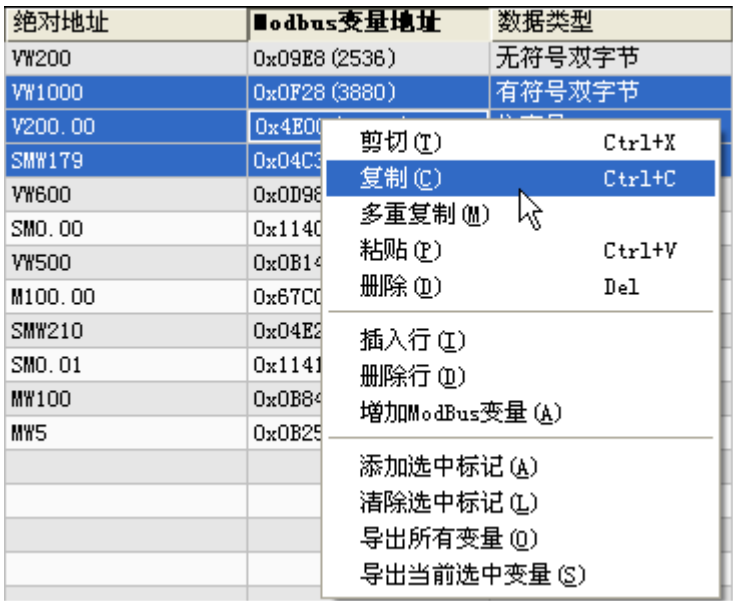 绝对地址 Modbus变量地址 数据类型
VW200 0x09E8(2536) 无符号双字节
VW1000 0x0F28(3880) 有符号双字节
V200.00 0x4E00
SMW179 0x04C3
VW600 0x0D98
SM0.00 0x1140
VW500 0x0B14
M100.00 0x67C0
SMW210 0x04E2
SM0.01 0x1141
MW100 0x0B84
MW5 0x0B25
剪切(T) Ctrl+X
复制(C) Ctrl+C
多重复制(M)
粘贴(P) Ctrl+V
删除(D) Del
插入行(I)
删除行(D)
增加ModBus变量(A)
添加选中标记(A)
清除选中标记(L)
导出所有变量(O)
导出当前选中变量(S)